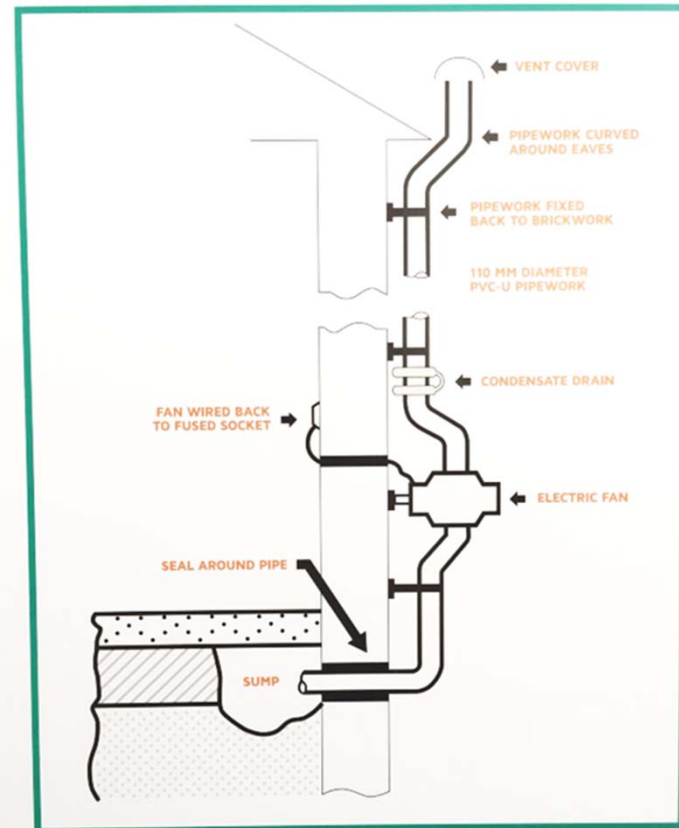 VENT COVER
PIPEWORK CURVED
AROUND EAVES
PIPEWORK FIXED
BACK TO BRICKWORK
110 MM DIAMETER
PVC-U PIPEWORK
CONDENSATE DRAIN
FAN WIRED BACK
TO FUSED SOCKET
ELECTRIC FAN
SEAL AROUND PIPE
SUMP